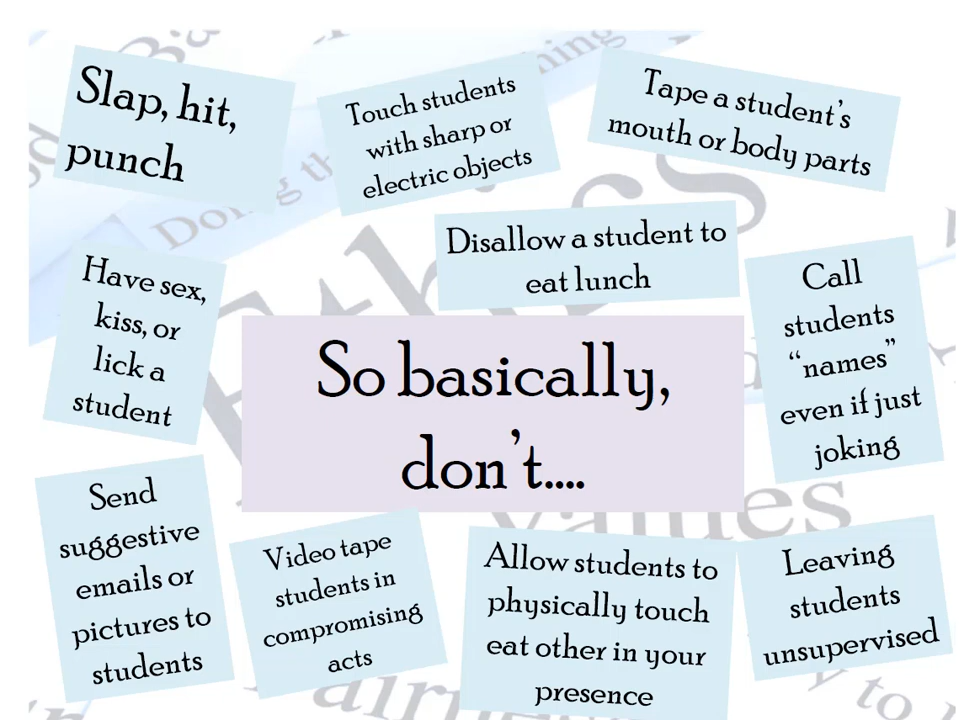 Slap, hit,
punch
Touch students
with sharp or
electric objects
Tape a student's
mouth or body parts
Disallow a student to
eat lunch
Have sex,
kiss, or
lick a
student
So basically,
don't....
Call
students
“names”
even if just
joking
Send
suggestive
emails or
pictures to
students
Video tape
students in
compromising
acts
Allow students to
physically touch
eat other in your
presence
Leaving
students
unsupervised
Ethics
values